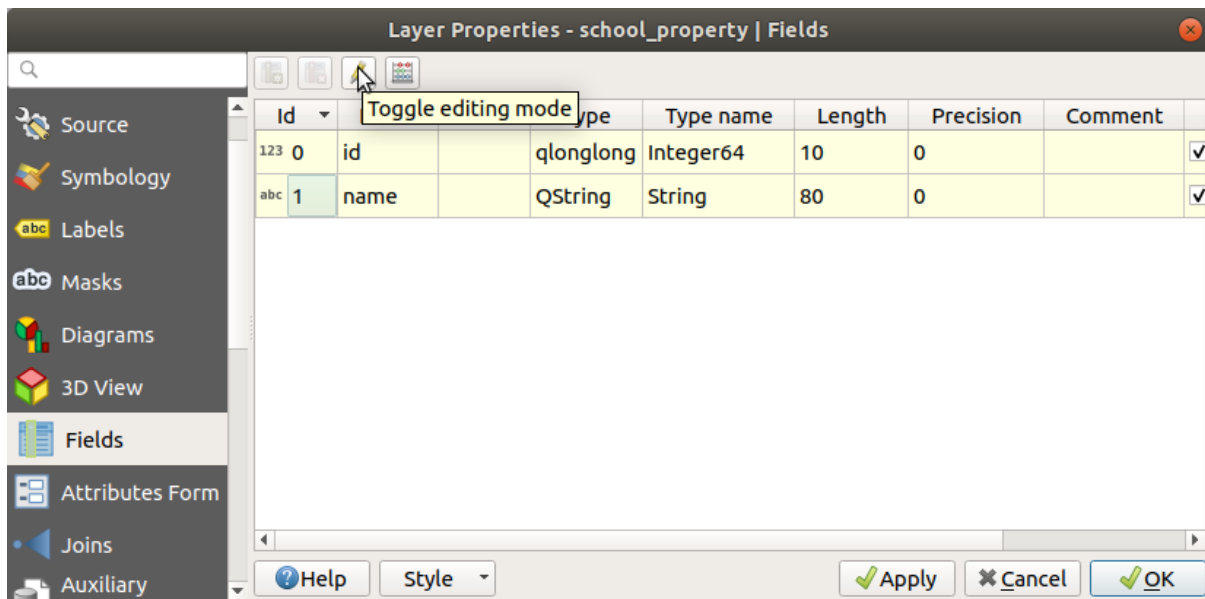 Layer Properties - school_property | Fields
Toggle editing mode
Id Type name Length Precision Comment
123 0 id qlonglong Integer64 10 0
abc 1 name QString String 80 0
Source
Symbology
abc Labels
abc Masks
Diagrams
3D View
Fields
Attributes Form
Joins
Auxiliary
?Help Style Apply Cancel OK